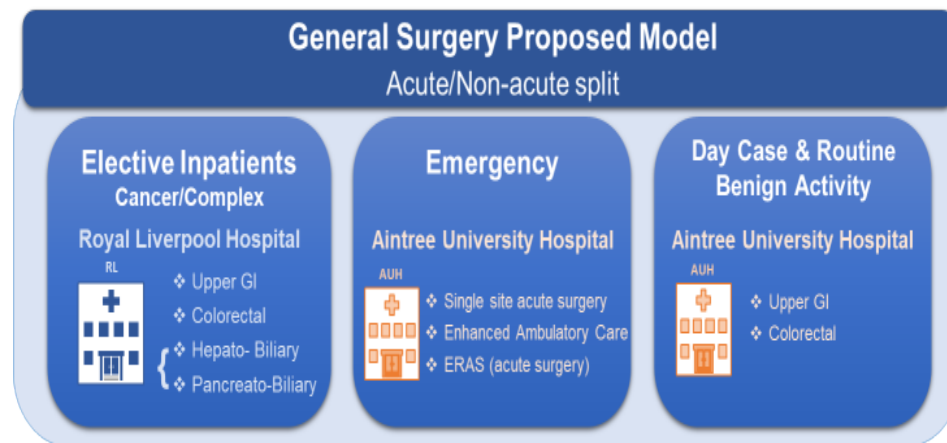 General Surgery Proposed Model
Acute/Non-acute split
Elective Inpatients
Cancer/Complex
Royal Liverpool Hospital
RL
❖ Upper GI
❖ Colorectal
❖ Hepato- Biliary
❖ Pancreato-Biliary
Emergency
Aintree University Hospital
AUH
❖ Single site acute surgery
❖ Enhanced Ambulatory Care
❖ ERAS (acute surgery)
Day Case & Routine
Benign Activity
Aintree University Hospital
AUH
❖ Upper GI
❖ Colorectal